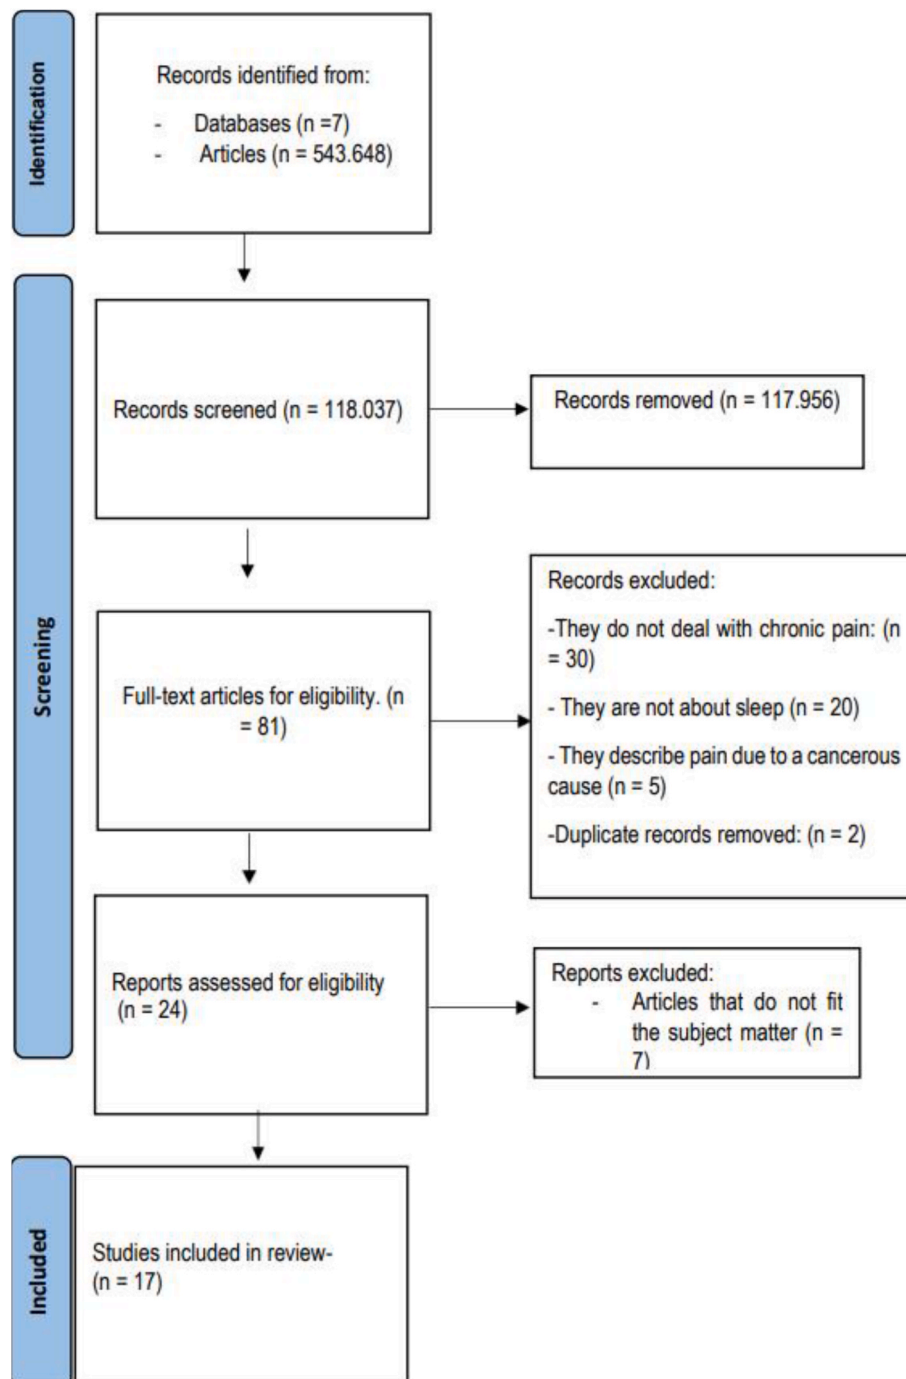 Identification
Records identified from:
- Databases (n =7)
- Articles (n = 543.648)
Screening
Records screened (n = 118.037)
Records removed (n = 117.956)
Full-text articles for eligibility. (n
= 81)
Records excluded:
-They do not deal with chronic pain: (n
= 30)
- They are not about sleep (n = 20)
- They describe pain due to a cancerous
cause (n = 5)
-Duplicate records removed: (n = 2)
Reports assessed for eligibility
(n = 24)
Reports excluded:
- Articles that do not fit
the subject matter (n =
7)
Included
Studies included in review-
(n = 17)